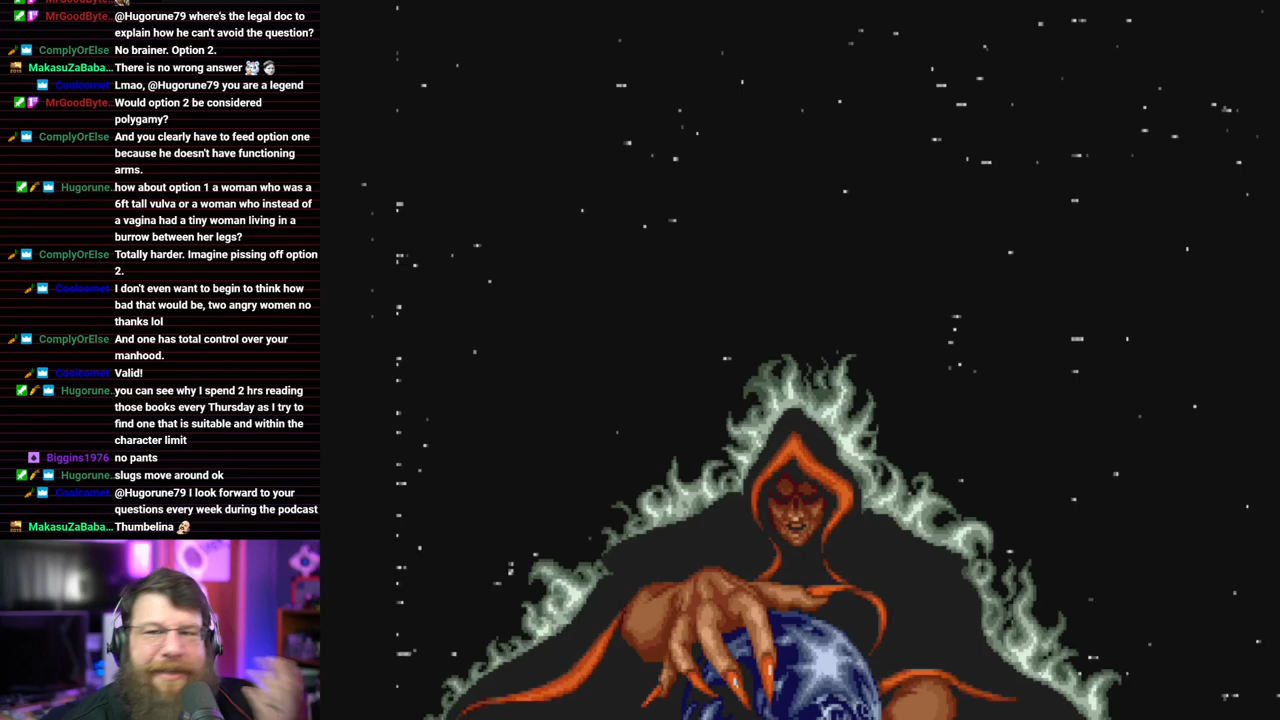 MrGoodByte.. @Hugorune79 where's the legal doc to
explain how he can't avoid the question?
ComplyOrElse No brainer. Option 2.
MakasuZaBaba... There is no wrong answer
Coolcomet Lmao, @Hugorune79 you are a legend
MrGoodByte.. Would option 2 be considered
polygamy?
ComplyOrElse And you clearly have to feed option one
because he doesn't have functioning
arms.
Hugorune.. how about option 1 a woman who was a
6ft tall vulva or a woman who instead of
a vagina had a tiny woman living in a
burrow between her legs?
ComplyOrElse Totally harder. Imagine pissing off option
2.
Coolcomet I don't even want to begin to think how
bad that would be, two angry women no
thanks lol
ComplyOrElse And one has total control over your
manhood.
Coolcomet Valid!
Hugorune.. you can see why I spend 2 hrs reading
those books every Thursday as I try to
find one that is suitable and within the
character limit
Biggins1976 no pants
Hugorune.. slugs move around ok
Coolcomet @Hugorune79 I look forward to your
questions every week during the podcast
MakasuZaBaba... Thumbelina